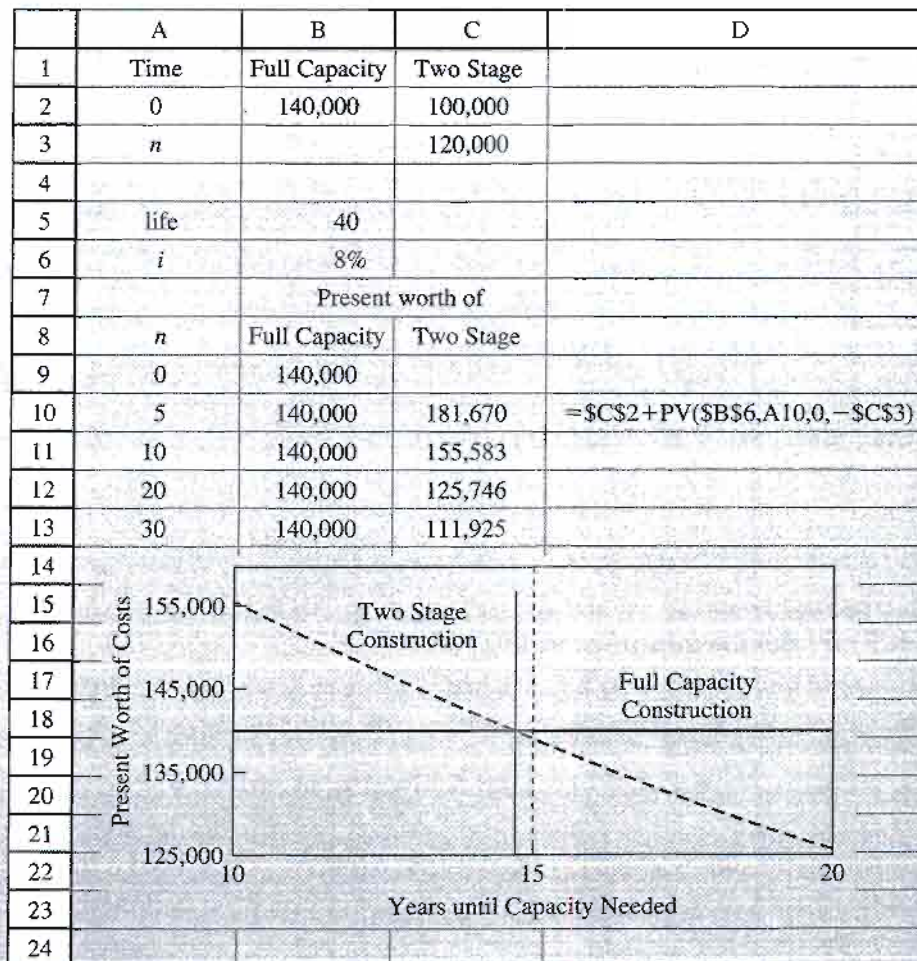 A B C D
1 Time Full Capacity Two Stage
2 0 140,000 100,000
3 n 120,000
4
5 life 40
6 i 8%
7 Present worth of
8 n Full Capacity Two Stage
9 0 140,000
10 5 140,000 181,670 =$C$2+PV($B$6,A10,0,−$C$3)
11 10 140,000 155,583
12 20 140,000 125,746
13 30 140,000 111,925
14
15 155,000 Two Stage
16 Construction
17 145,000 Full Capacity
18 Construction
19
20 135,000
21
22 125,000
10 15 20
23 Years until Capacity Needed
24
Present Worth of Costs